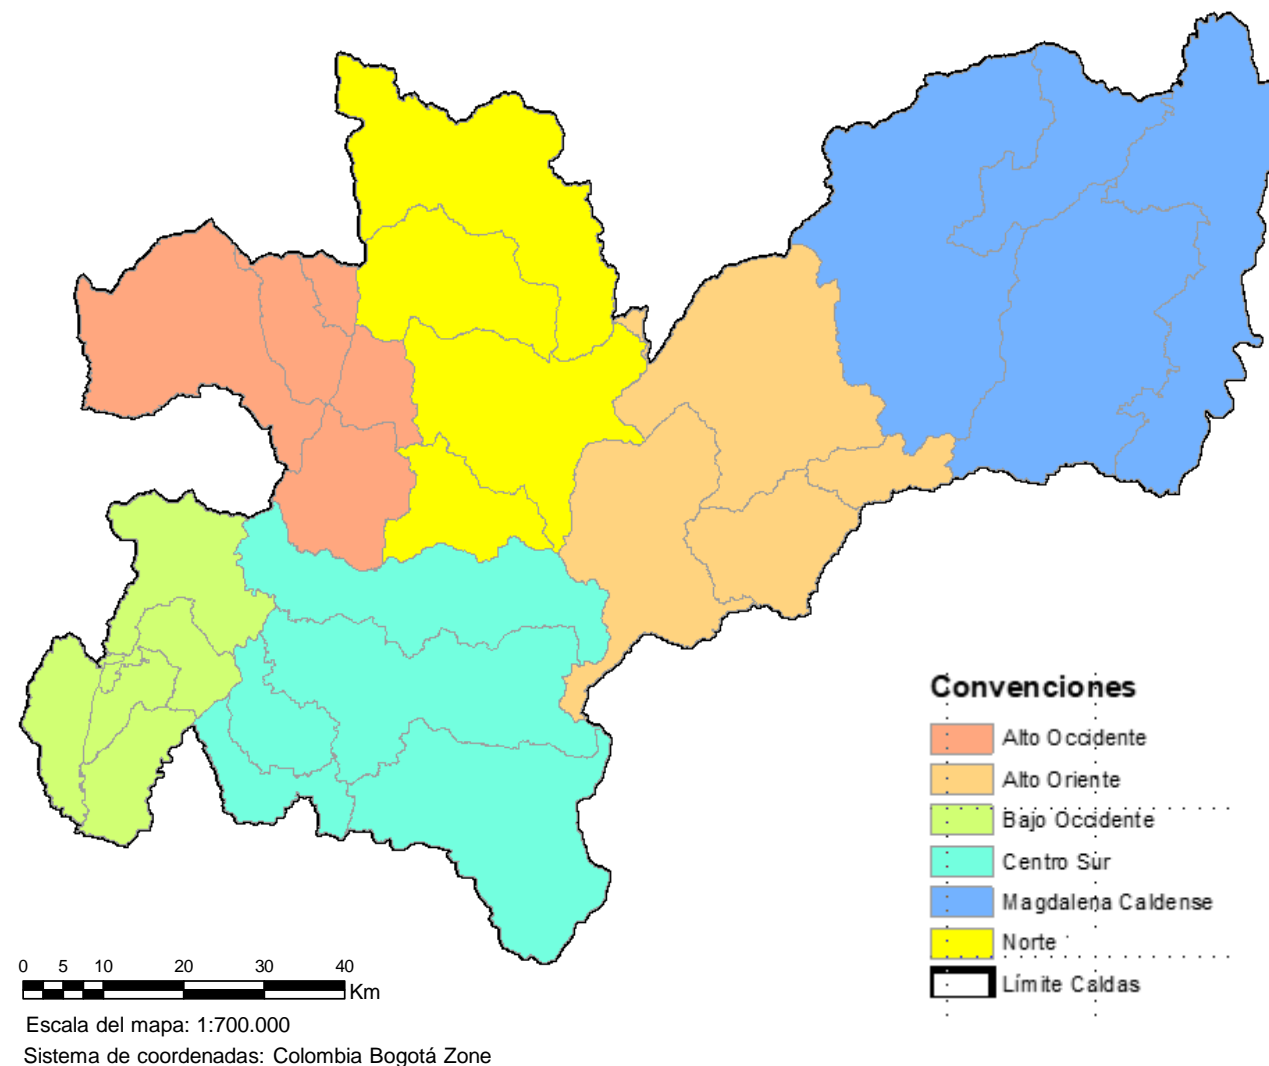 Convenciones
Alto Occidente
Alto Oriente
Bajo Occidente
Centro Sur
Magdalena Caldense
Norte
Límite Caldas
0 5 10 20 30 40
Km
Escala del mapa: 1:700.000
Sistema de coordenadas: Colombia Bogotá Zone